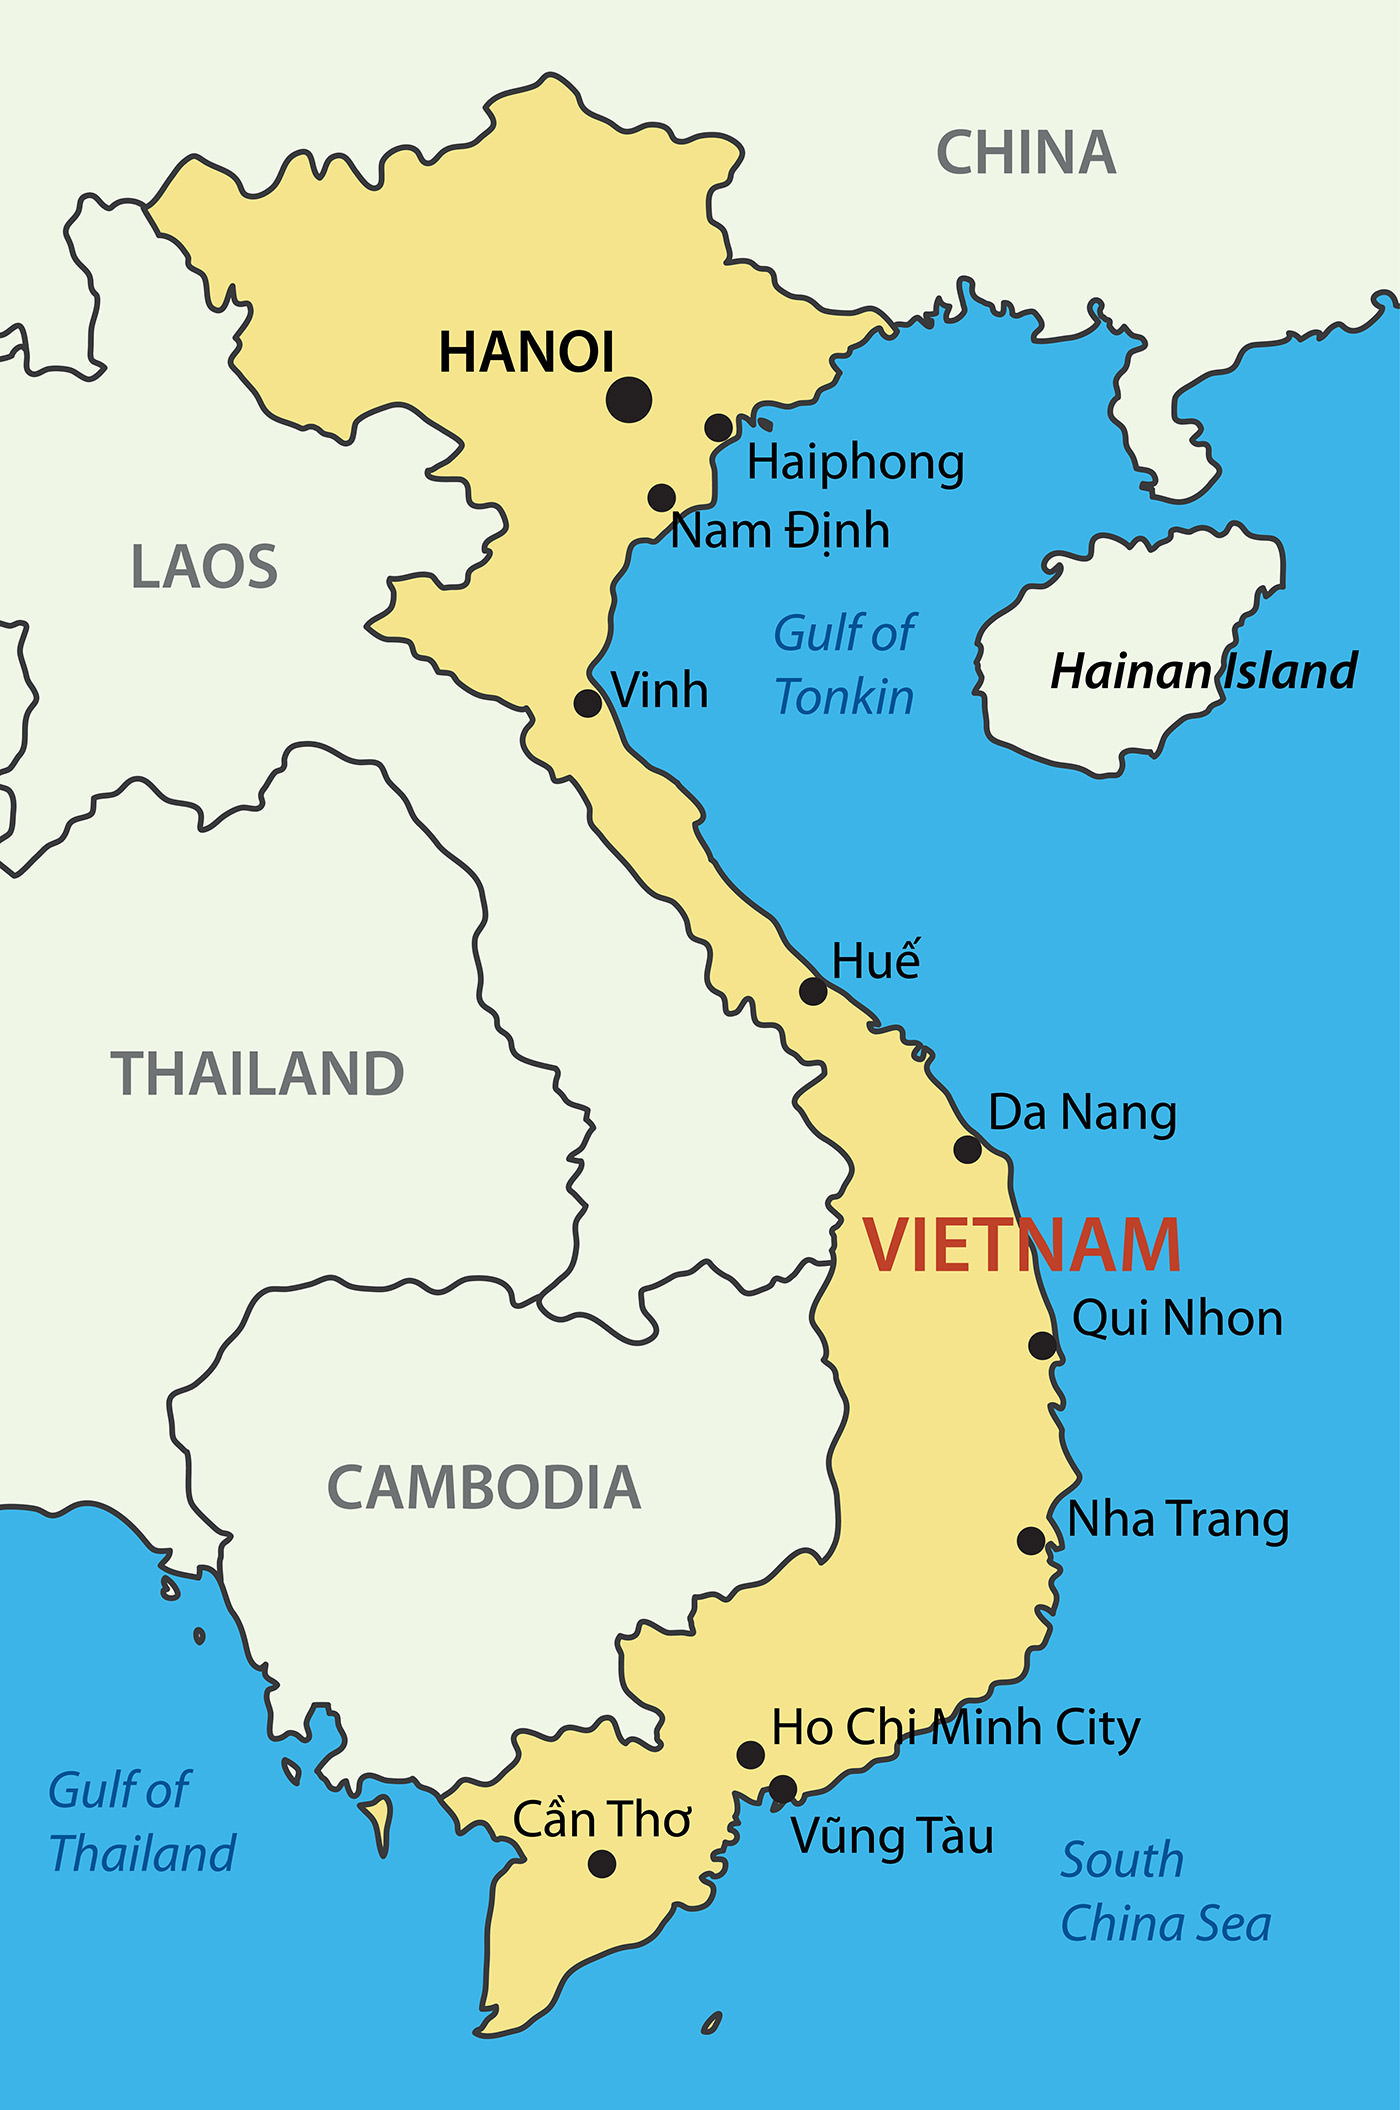 CHINA
HANOI
Haiphong
Nam Định
LAOS
Gulf of
Tonkin
Hainan Island
Vinh
Huế
THAILAND
Da Nang
VIETNAM
Qui Nhon
CAMBODIA
Nha Trang
Ho Chi Minh City
Gulf of
Thailand
Cần Thơ
Vũng Tàu
South
China Sea